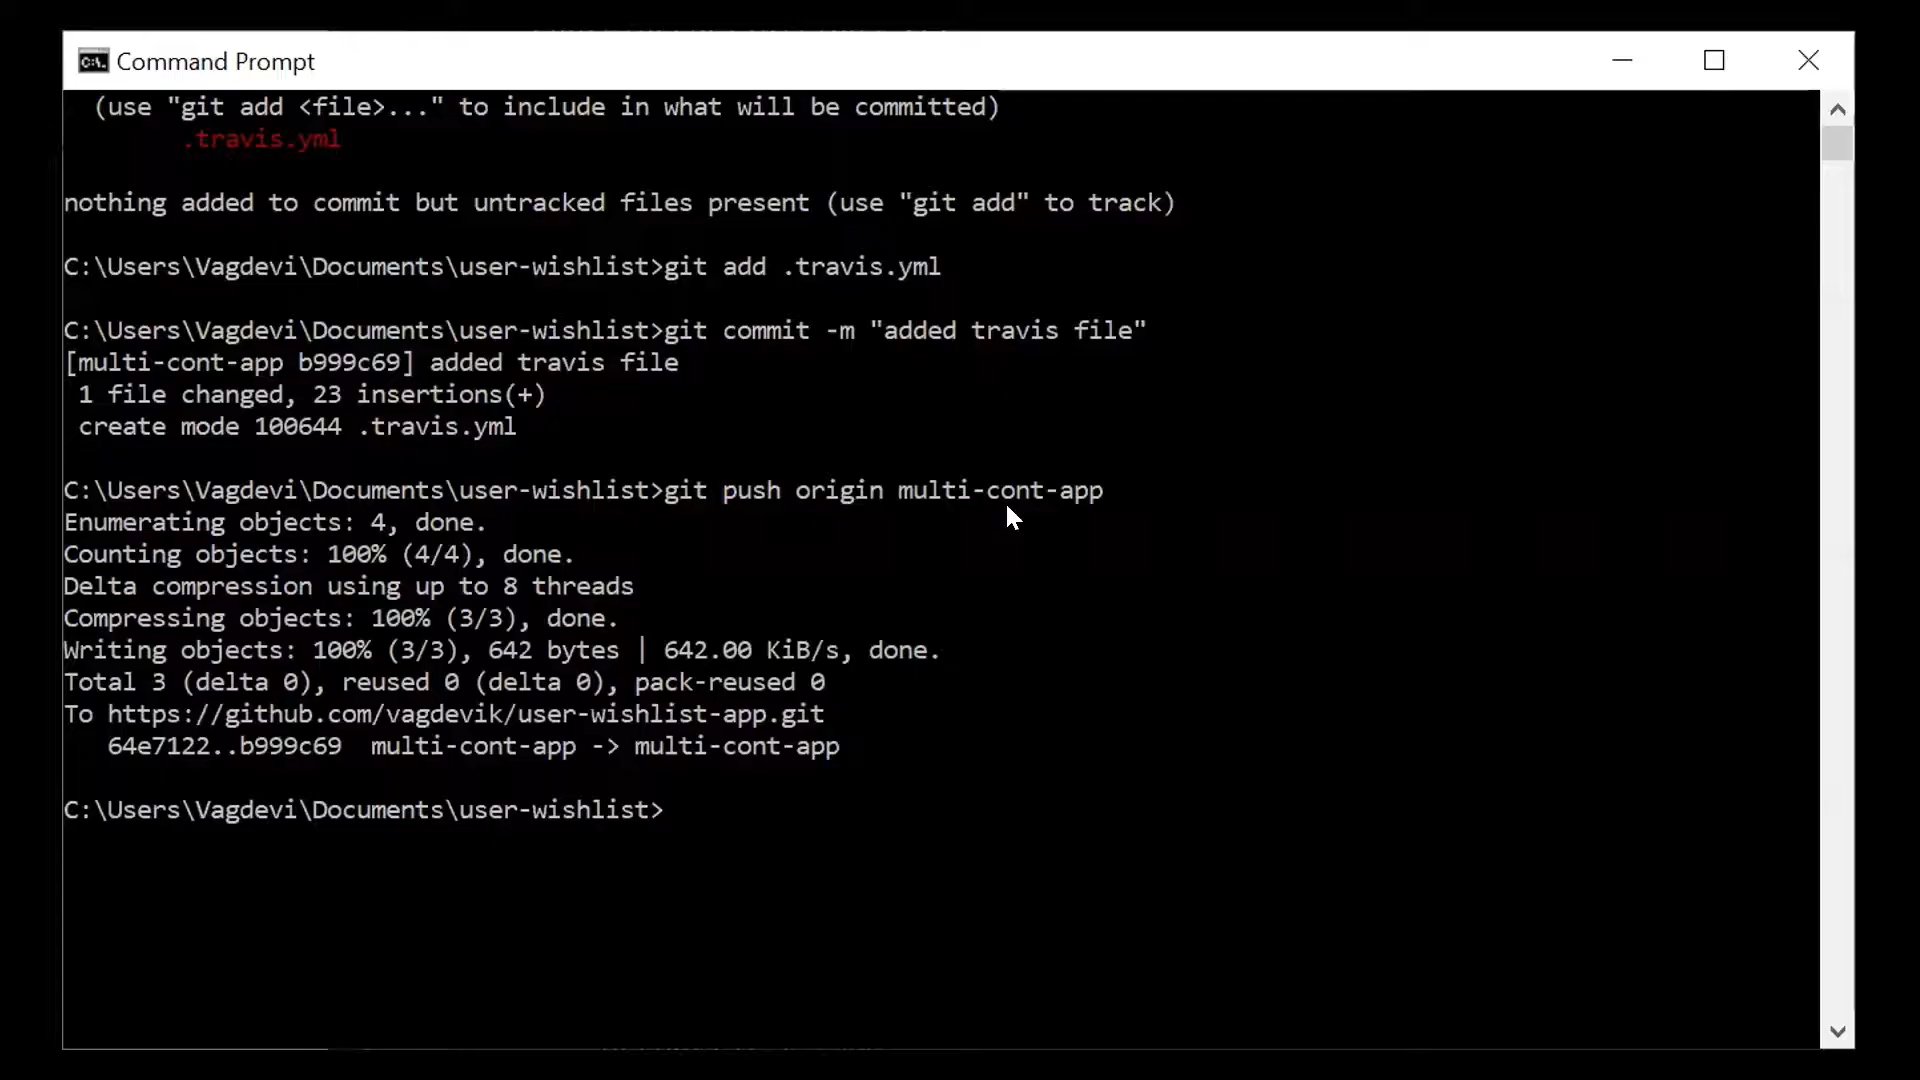 Command Prompt
(use "git add <file>..." to include in what will be committed)
.travis.yml
nothing added to commit but untracked files present (use "git add" to track)
C:\Users\Vagdevi\Documents\user-wishlist>git add .travis.yml
C:\Users\Vagdevi\Documents\user-wishlist>git commit -m "added travis file"
[multi-cont-app b999c69] added travis file
1 file changed, 23 insertions(+)
create mode 100644 .travis.yml
C:\Users\Vagdevi\Documents\user-wishlist>git push origin multi-cont-app
Enumerating objects: 4, done.
Counting objects: 100% (4/4), done.
Delta compression using up to 8 threads
Compressing objects: 100% (3/3), done.
Writing objects: 100% (3/3), 642 bytes | 642.00 KiB/s, done.
Total 3 (delta 0), reused 0 (delta 0), pack-reused 0
To https://github.com/vagdevik/user-wishlist-app.git
64e7122..b999c69  multi-cont-app -> multi-cont-app
C:\Users\Vagdevi\Documents\user-wishlist>